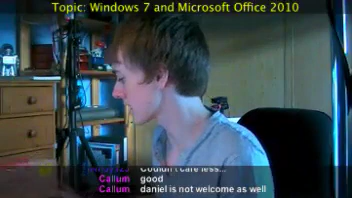 Topic: Windows 7 and Microsoft Office 2010
Couldn't care less...
Callum good
Callum daniel is not welcome as well